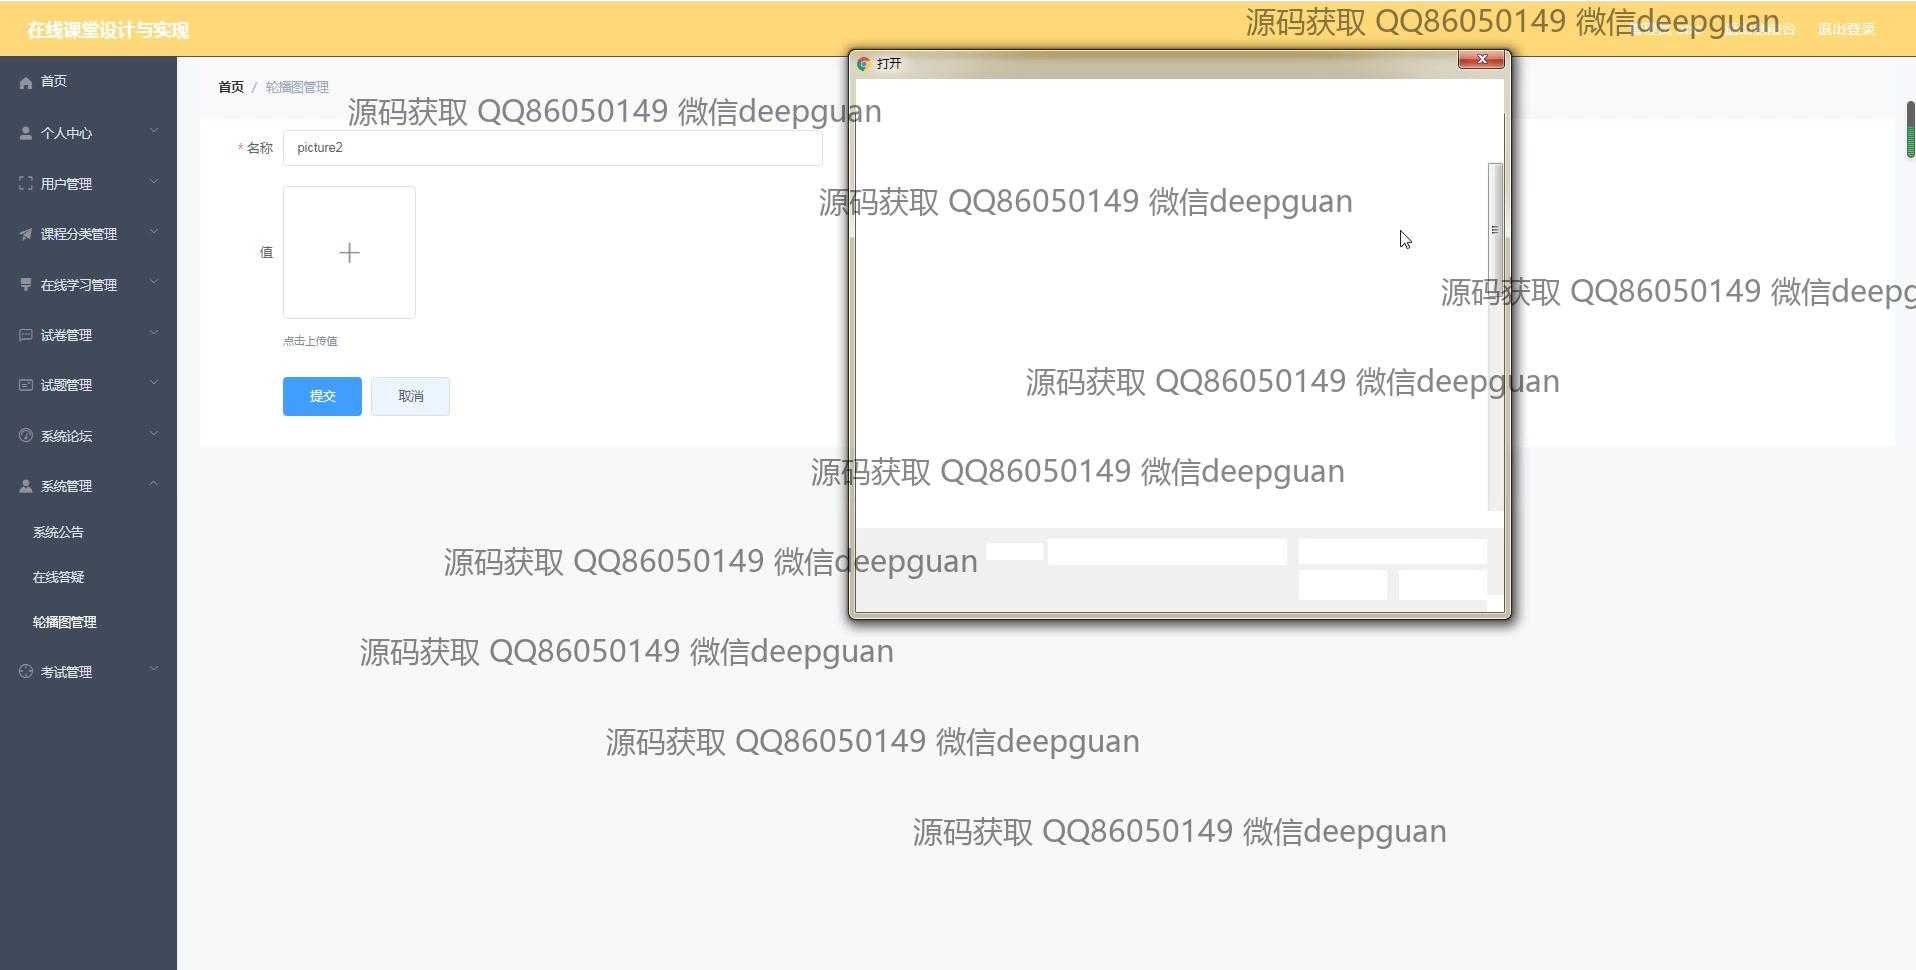 在线课堂设计与实现
源码获取 QQ86050149 微信deepguan
退出登录
首页
个人中心
用户管理
课程分类管理
在线学习管理
试卷管理
试题管理
系统论坛
系统管理
系统公告
在线答疑
轮播图管理
考试管理
首页 / 轮播图管理
源码获取 QQ86050149 微信deepguan
*名称 picture2
值
点击上传值
提交 取消
打开
源码获取 QQ86050149 微信deepguan
源码获取 QQ86050149 微信deepg
源码获取 QQ86050149 微信deepguan
源码获取 QQ86050149 微信deepguan
源码获取 QQ86050149 微信deepguan
源码获取 QQ86050149 微信deepguan
源码获取 QQ86050149 微信deepguan
源码获取 QQ86050149 微信deepguan